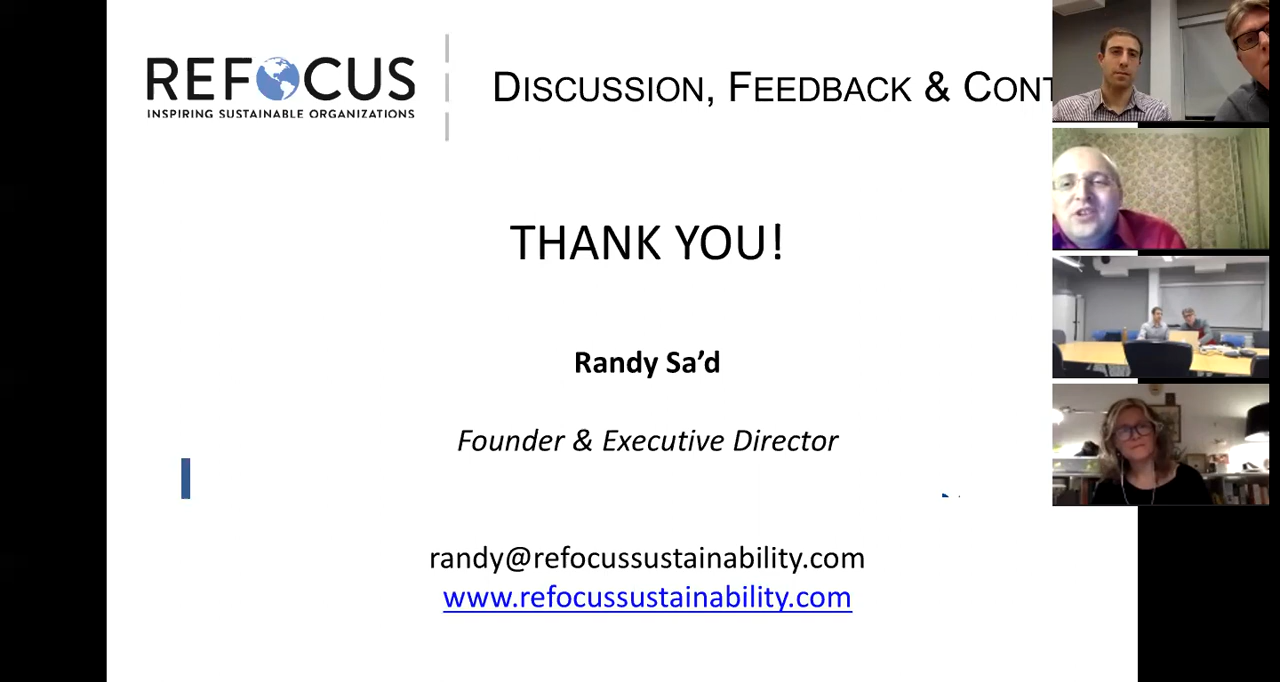 REFOCUS
INSPIRING SUSTAINABLE ORGANIZATIONS
DISCUSSION, FEEDBACK & CONT
THANK YOU!
Randy Sa’d
Founder & Executive Director
randy@refocussustainability.com
www.refocussustainability.com